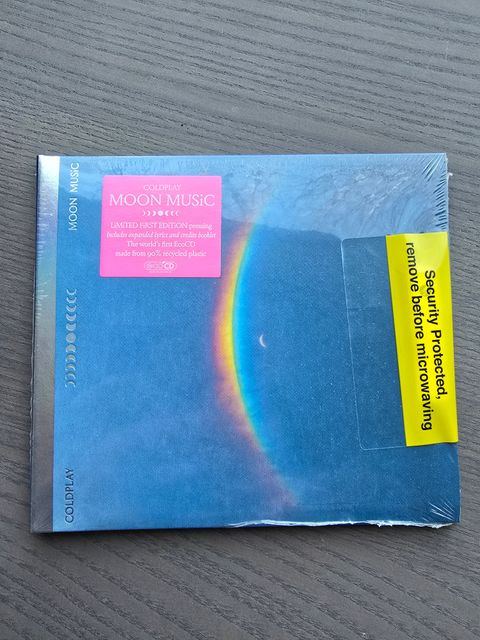 MOON MUSiC
COLDPLAY
COLDPLAY
MOON MUSiC
LiMiTED FiRST EDiTiON pressing
includes expanded lyrics and credits booklet
The world's first EcoCD
made from 90% recycled plastic
ecoCD
Security Protected,
remove before microwaving